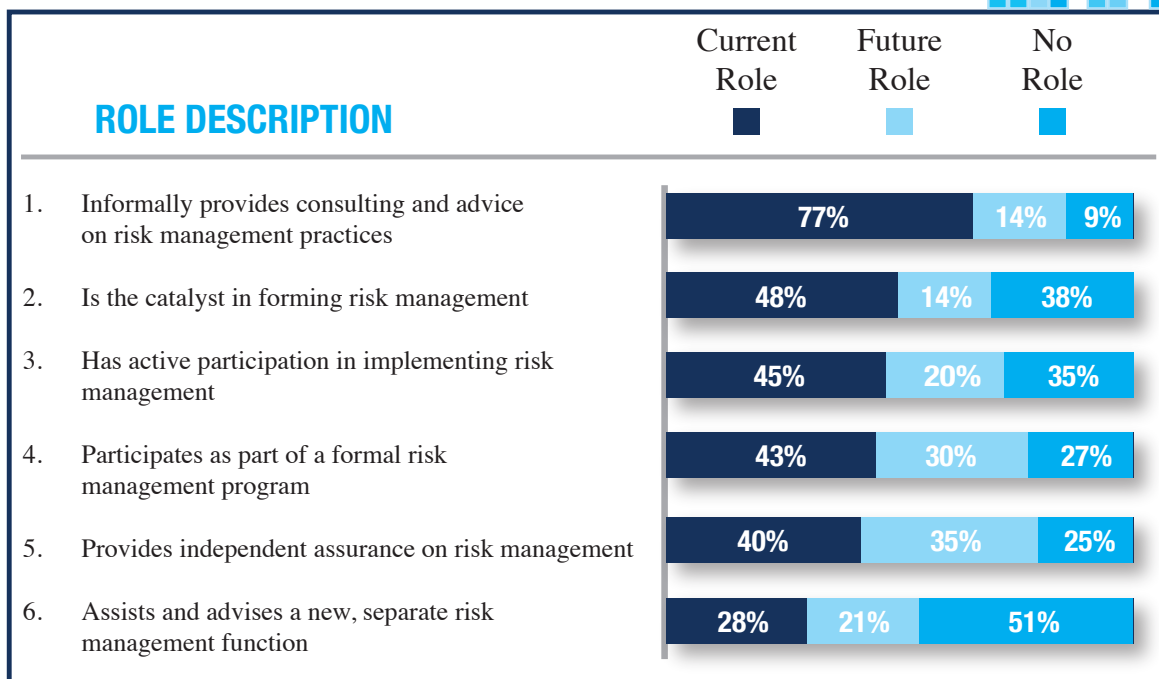 Current Future No
Role Role Role
ROLE DESCRIPTION
1. Informally provides consulting and advice
on risk management practices
77% 14% 9%
2. Is the catalyst in forming risk management
48% 14% 38%
3. Has active participation in implementing risk
management
45% 20% 35%
4. Participates as part of a formal risk
management program
43% 30% 27%
5. Provides independent assurance on risk management
40% 35% 25%
6. Assists and advises a new, separate risk
management function
28% 21% 51%